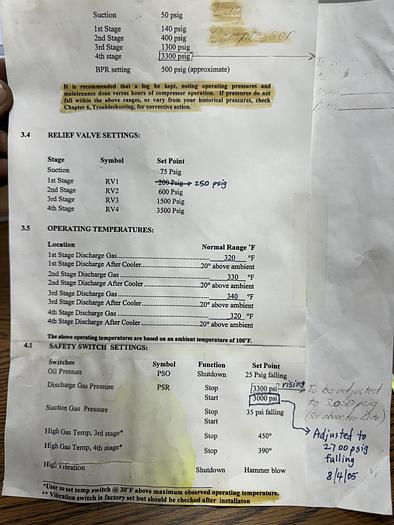 Suction 50 psig
1st Stage 140 psig
2nd Stage 400 psig
3rd Stage 1300 psig
4th stage 3300 psig
BPR setting 500 psig (approximate)
It is recommended that a log be kept, noting operating pressures and
maintenance done versus hours of compressor operation. If pressures do
not fall within the above ranges, or vary from your historical pressures, check
Chapter 6, Troubleshooting, for corrective action.
3.4 RELIEF VALVE SETTINGS:
Stage Symbol Set Point
Suction 75 Psig
1st Stage RV1 200 Psig → 250 psig
2nd Stage RV2 600 Psig
3rd Stage RV3 1500 Psig
4th Stage RV4 3500 Psig
3.5 OPERATING TEMPERATURES:
Location Normal Range °F
1st Stage Discharge Gas 320 °F
1st Stage Discharge After Cooler 20° above ambient
2nd Stage Discharge Gas 330 °F
2nd Stage Discharge After Cooler 20° above ambient
3rd Stage Discharge Gas 340 °F
3rd Stage Discharge After Cooler 20° above ambient
4th Stage Discharge Gas 320 °F
4th Stage Discharge After Cooler 20° above ambient
The above operating temperatures are based on an ambient temperature of 100°F.
4.1 SAFETY SWITCH SETTINGS:
Switches Symbol Function Set Point
Oil Pressure PSO Shutdown 25 Psig falling
Discharge Gas Pressure PSR Stop 3300 psi rising
Start 3000 psi
To be adjusted
to 3000 psig
Suction Gas Pressure Stop 35 psi falling
Adjusted to
2700 psig
falling
8/4/05
High Gas Temp, 3rd stage* Stop 450°
High Gas Temp, 4th stage* Stop 390°
High vibration Shutdown Hammer blow
*User to set temp switch @ 30°F above maximum observed operating temperature.
** Vibration switch is factory set but should be checked after installaton